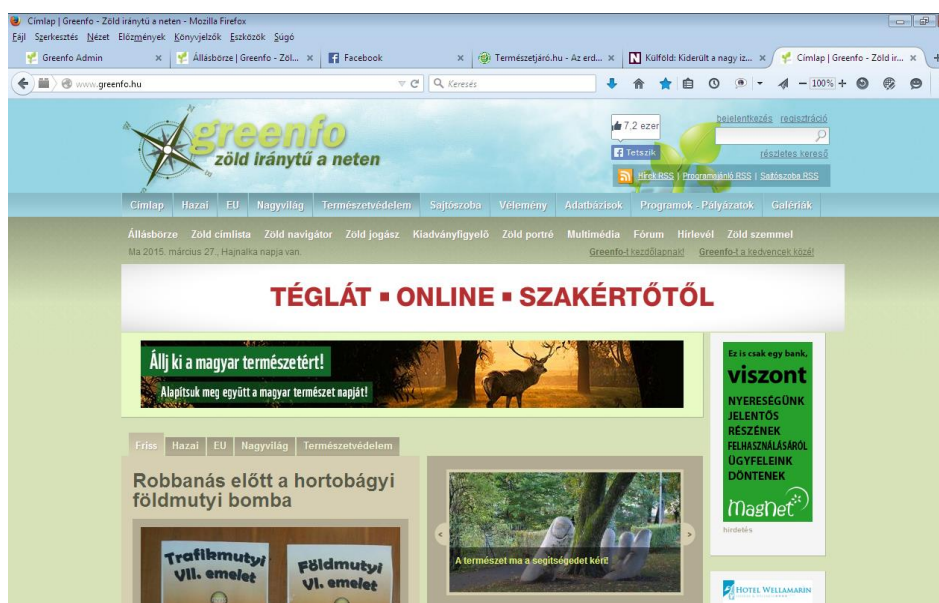 Címlap | Greenfo - Zöld iránytű a neten - Mozilla Firefox
Fájl Szerkesztés Nézet Előzmények Könyvjelzők Eszközök Súgó
Greenfo Admin
Állásbörze | Greenfo - Zöl...
Facebook
Természetjáró.hu - Az erd...
Külföld: Kiderült a nagy iz...
Címlap | Greenfo - Zöld ir...
www.greenfo.hu
Keresés
100%
greenfo
zöld iránytű a neten
7,2 ezer
Tetszik
bejelentkezés regisztráció
részletes kereső
Hírek RSS | Programajánló RSS | Sajtószoba RSS
Címlap Hazai EU Nagyvilág Természetvédelem Sajtószoba Vélemény Adatbázisok Programok - Pályázatok Galériák
Állásbörze Zöld címlista Zöld navigátor Zöld jogász Kiadványfigyelő Zöld portré Multimédia Fórum Hírlevél Zöld szemmel
Ma 2015. március 27., Hajnalka napja van.
Greenfo-t kezdőlapnak! Greenfo-t a kedvencek közé!
TÉGLÁT ▪ ONLINE ▪ SZAKÉRTŐTŐL
Állj ki a magyar természetért!
Alapítsuk meg együtt a magyar természet napját!
Ez is csak egy bank,
viszont
NYERESÉGÜNK
JELENTŐS
RÉSZÉNEK
FELHASZNÁLÁSÁRÓL
ÜGYFELEINK
DÖNTENEK
MagNet
hirdetés
Friss Hazai EU Nagyvilág Természetvédelem
Robbanás előtt a hortobágyi
földmutyi bomba
Trafikmutyi
VII. emelet
Földmutyi
VI. emelet
A természet ma a segítségedet kéri!
HOTEL WELLAMARIN